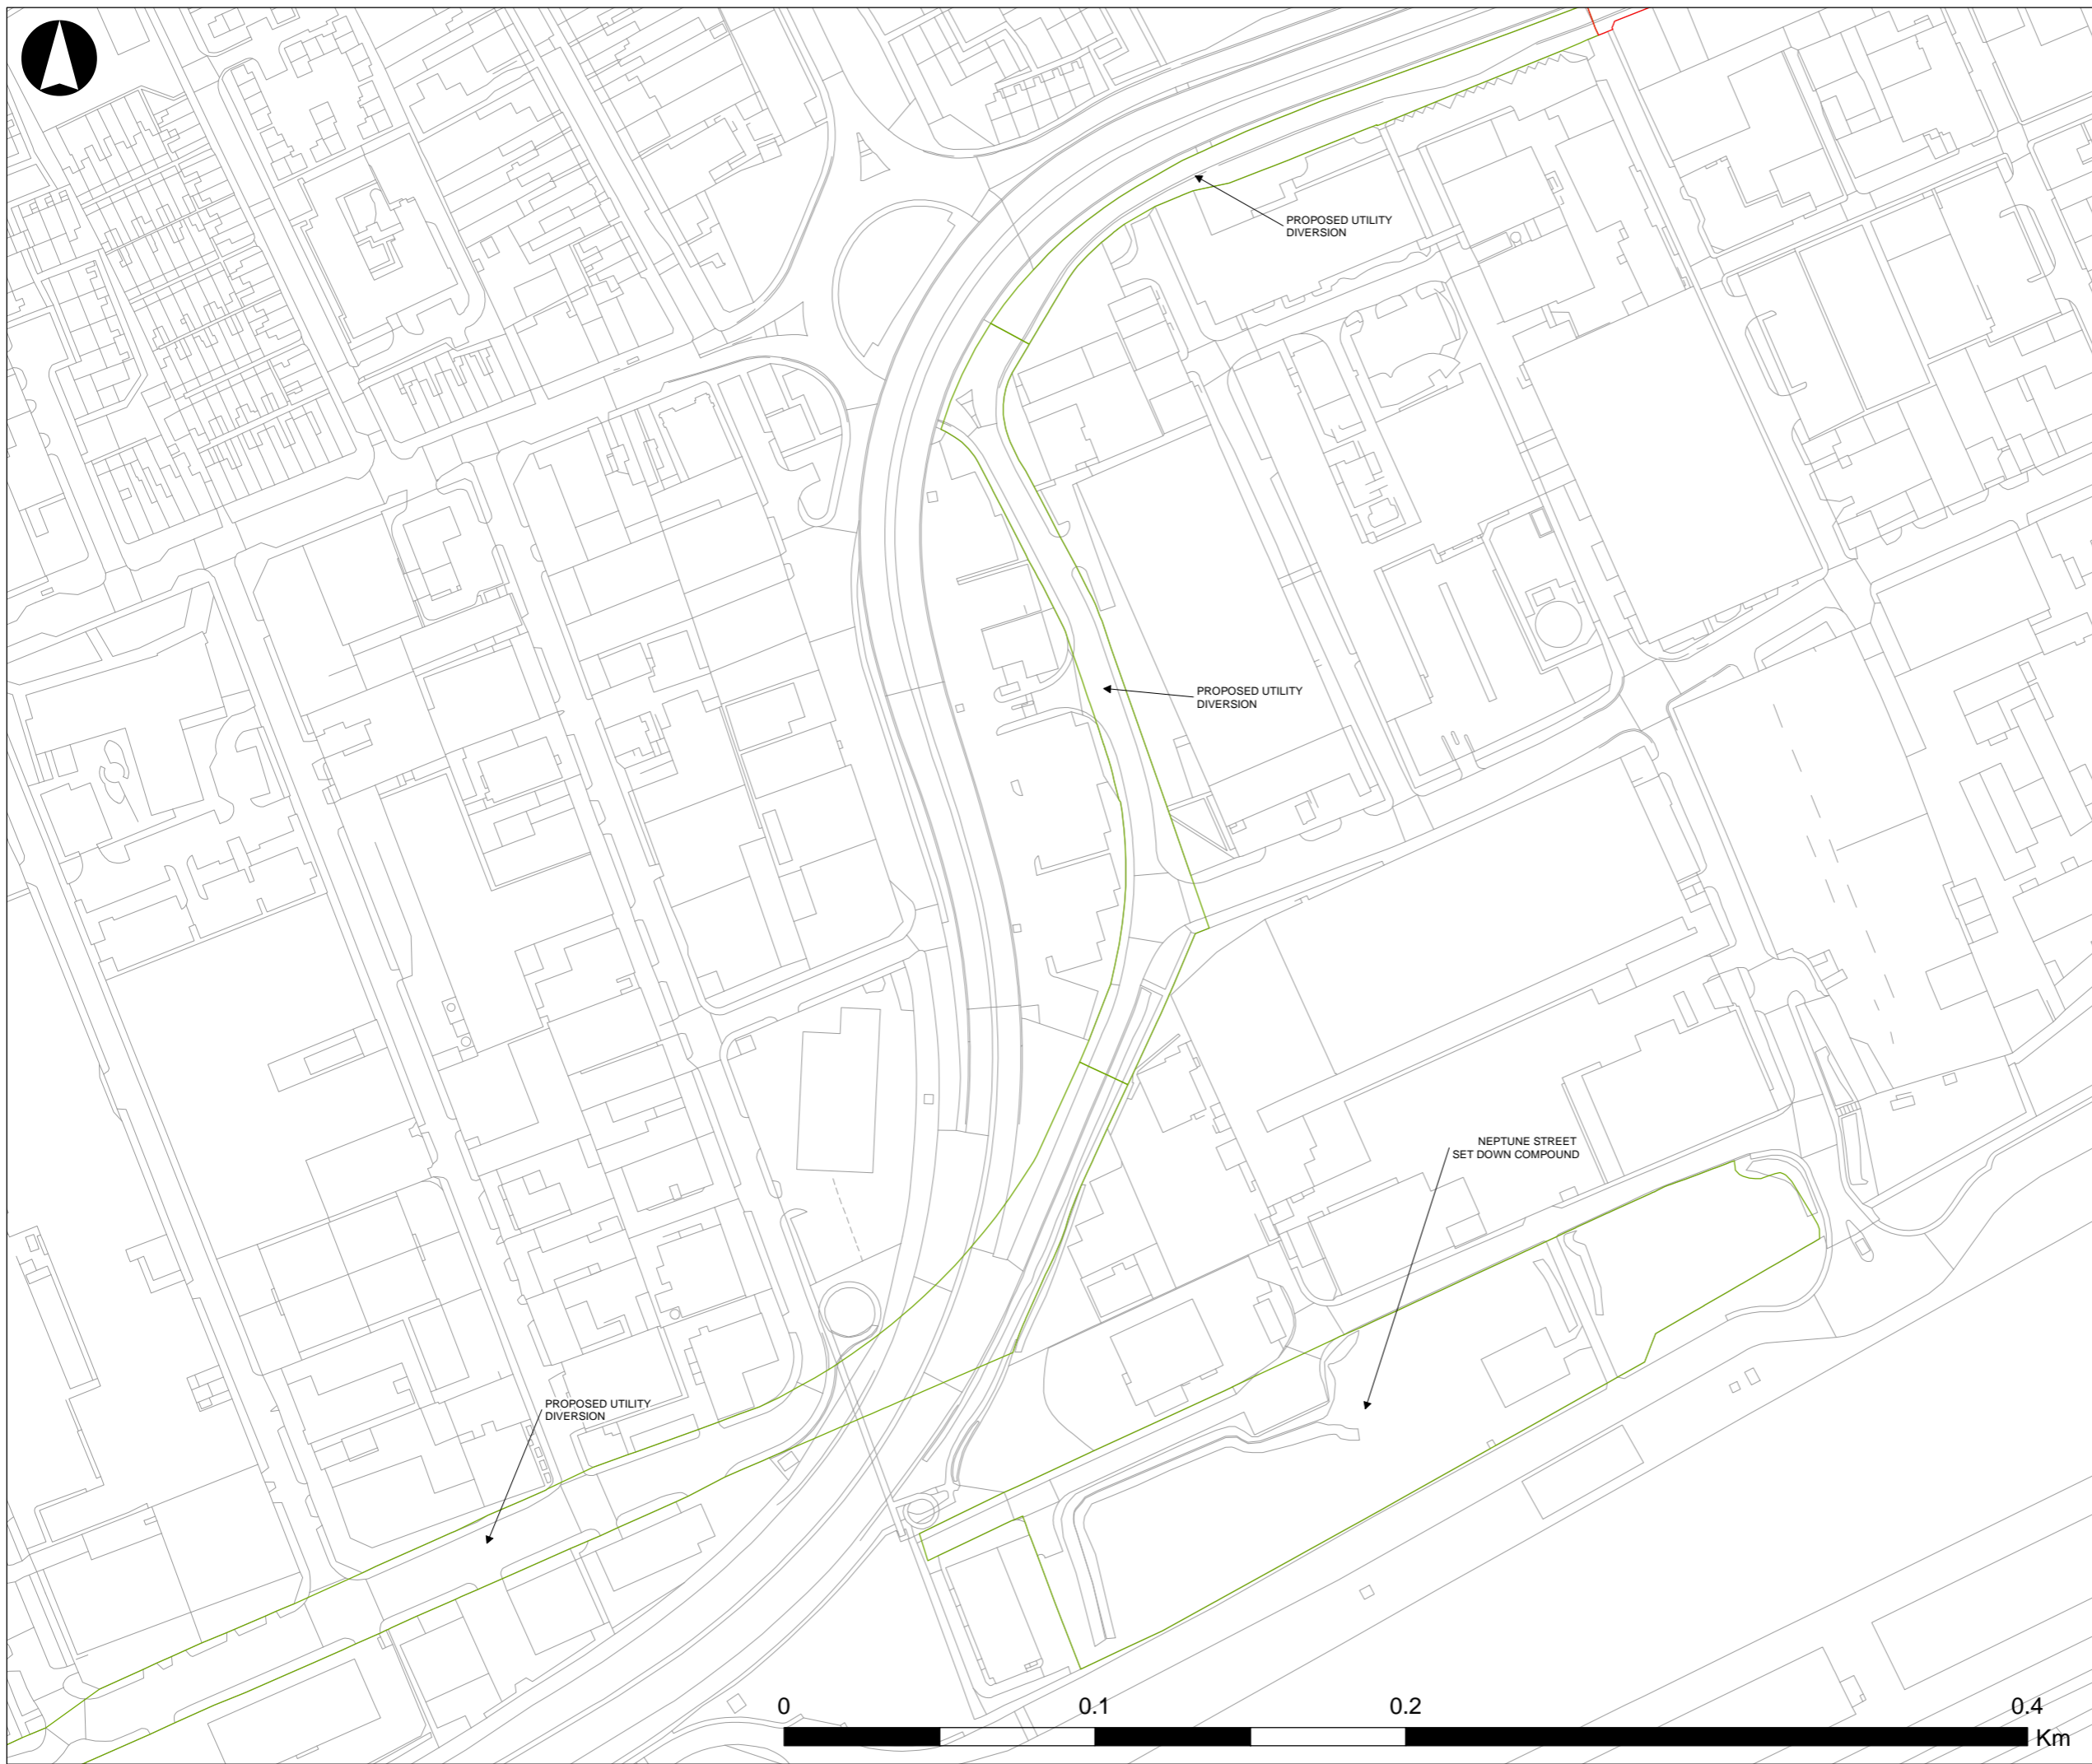 PROPOSED UTILITY
DIVERSION
PROPOSED UTILITY
DIVERSION
NEPTUNE STREET
SET DOWN COMPOUND
PROPOSED UTILITY
DIVERSION
0 0.1 0.2 0.4
Km